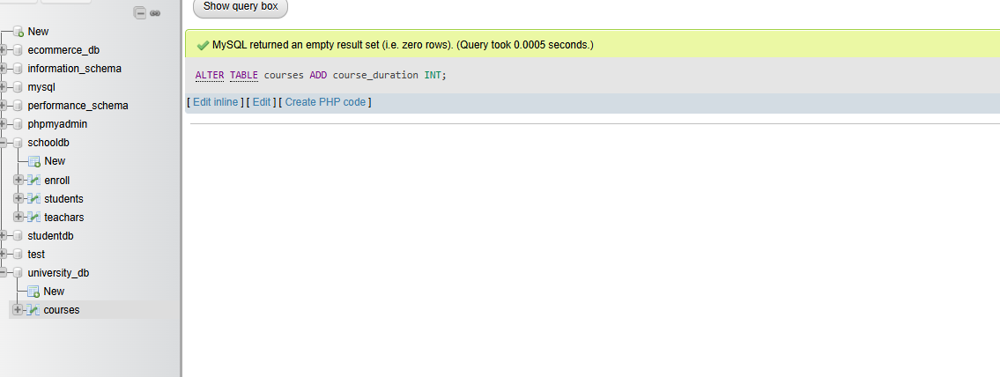 Show query box
MySQL returned an empty result set (i.e. zero rows). (Query took 0.0005 seconds.)
ALTER TABLE courses ADD course_duration INT;
[ Edit inline ] [ Edit ] [ Create PHP code ]
New
ecommerce_db
information_schema
mysql
performance_schema
phpmyadmin
schooldb
New
enroll
students
teachars
studentdb
test
university_db
New
courses